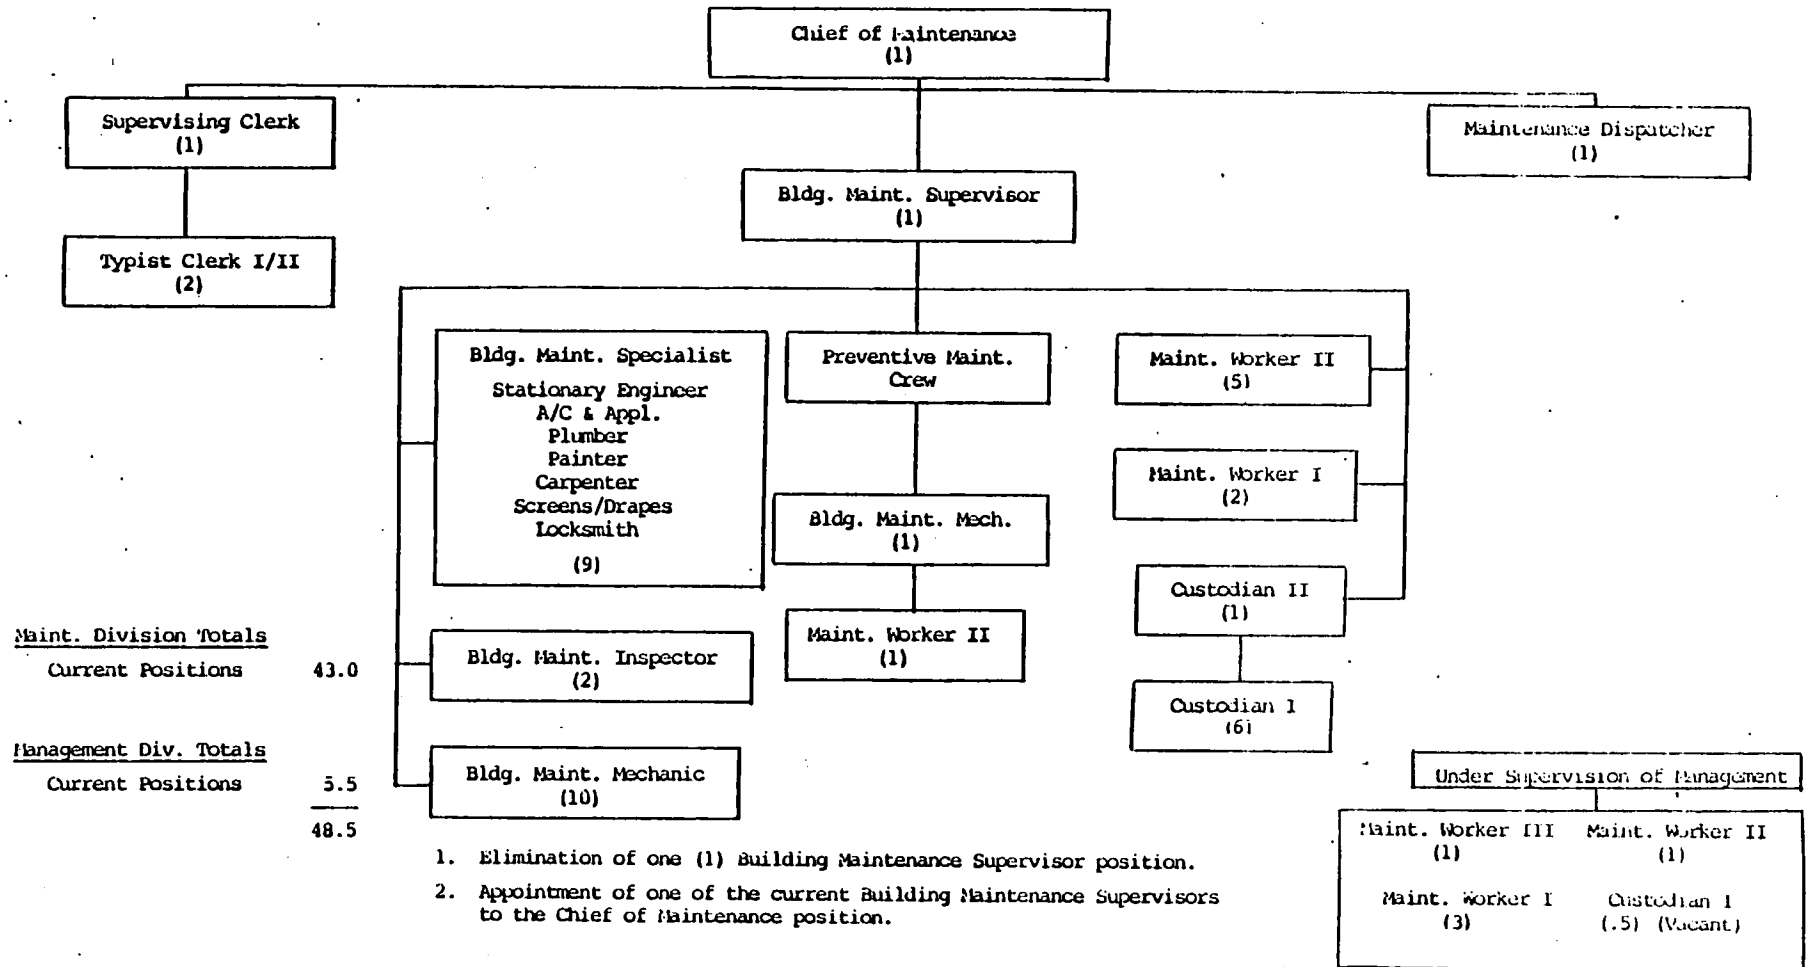 Chief of Maintenance
(1)
Supervising Clerk
(1)
Maintenance Dispatcher
(1)
Bldg. Maint. Supervisor
(1)
Typist Clerk I/II
(2)
Bldg. Maint. Specialist
Stationary Engineer
A/C & Appl.
Plumber
Painter
Carpenter
Screens/Drapes
Locksmith
(9)
Preventive Maint.
Crew
Maint. Worker II
(5)
Maint. Worker I
(2)
Bldg. Maint. Mech.
(1)
Custodian II
(1)
Maint. Worker II
(1)
Custodian I
(6)
Bldg. Maint. Inspector
(2)
Bldg. Maint. Mechanic
(10)
Maint. Division Totals
Current Positions 43.0
Management Div. Totals
Current Positions 5.5
48.5
Under Supervision of Management
Maint. Worker III Maint. Worker II
(1) (1)
Maint. Worker I Custodian I
(3) (.5) (Vacant)
1. Elimination of one (1) Building Maintenance Supervisor position.
2. Appointment of one of the current Building Maintenance Supervisors
to the Chief of Maintenance position.